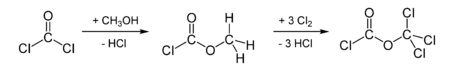 O
Cl C Cl
+ CH₃OH
- HCl
O H
Cl C O C H
H
+ 3 Cl₂
- 3 HCl
O Cl
Cl C O C Cl
Cl